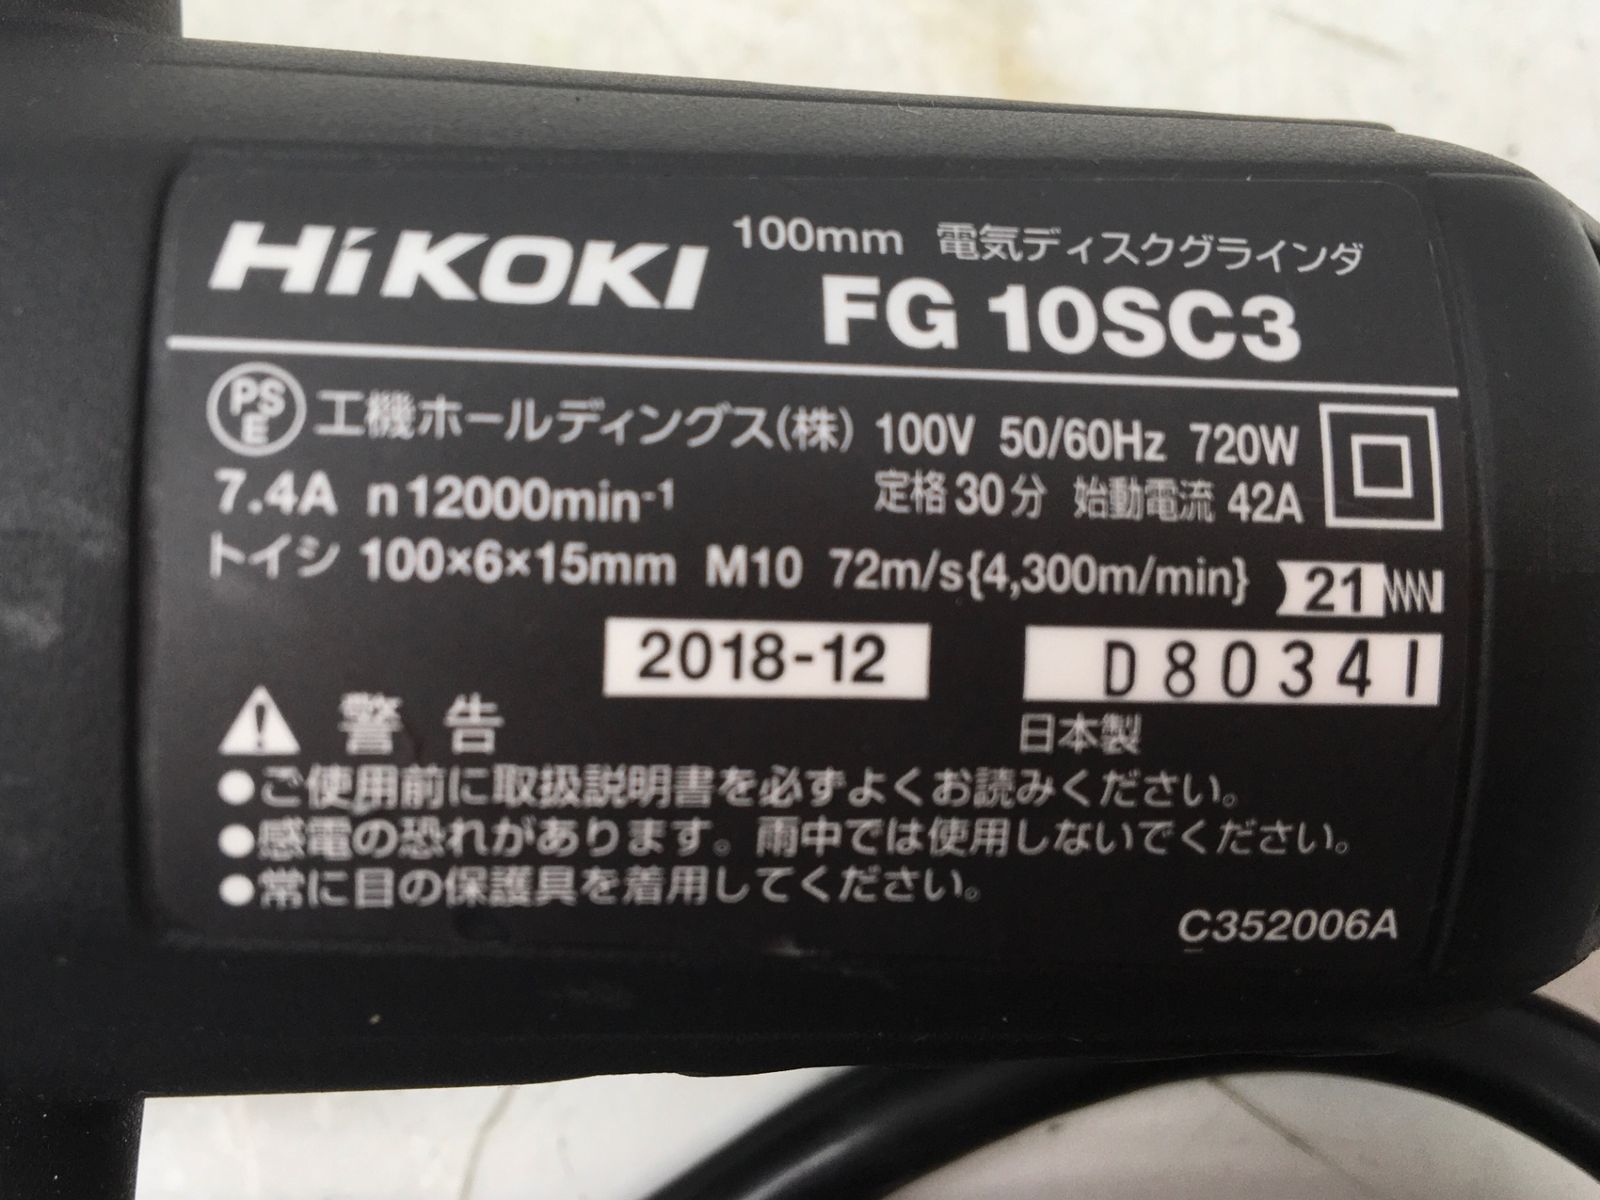 HiKOKI 100mm 電気ディスクグラインダ
FG 10SC3
PSE 工機ホールディングス(株) 100V 50/60Hz 720W
7.4A n12000min-1 定格30分 始動電流 42A
トイシ 100×6×15mm M10 72m/s{4,300m/min} 21
2018-12 D80341
日本製
警告
●ご使用前に取扱説明書を必ずよくお読みください。
●感電の恐れがあります。雨中では使用しないでください。
●常に目の保護具を着用してください。
C352006A